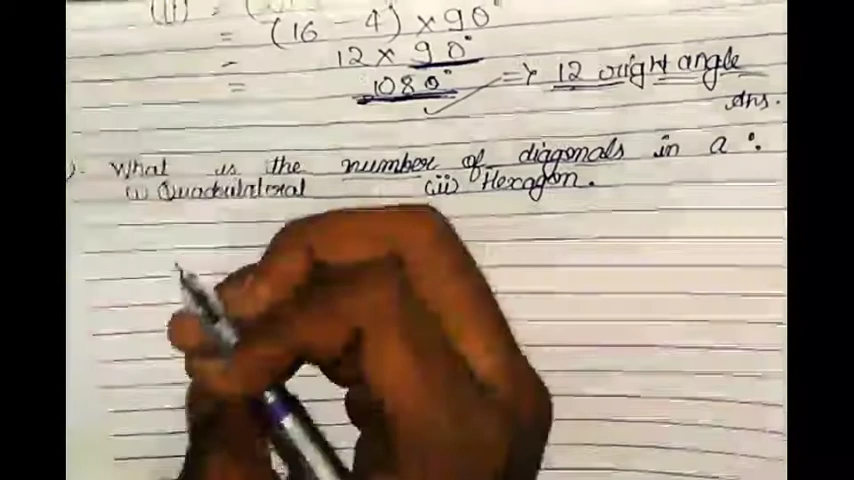 (ii) =
= (16 - 4) × 90°
- 12 × 90°
= 1080° => 12 right angle
Ans.
). What is the number of diagonals in a :
(i) Quadrilateral (ii) Hexagon.